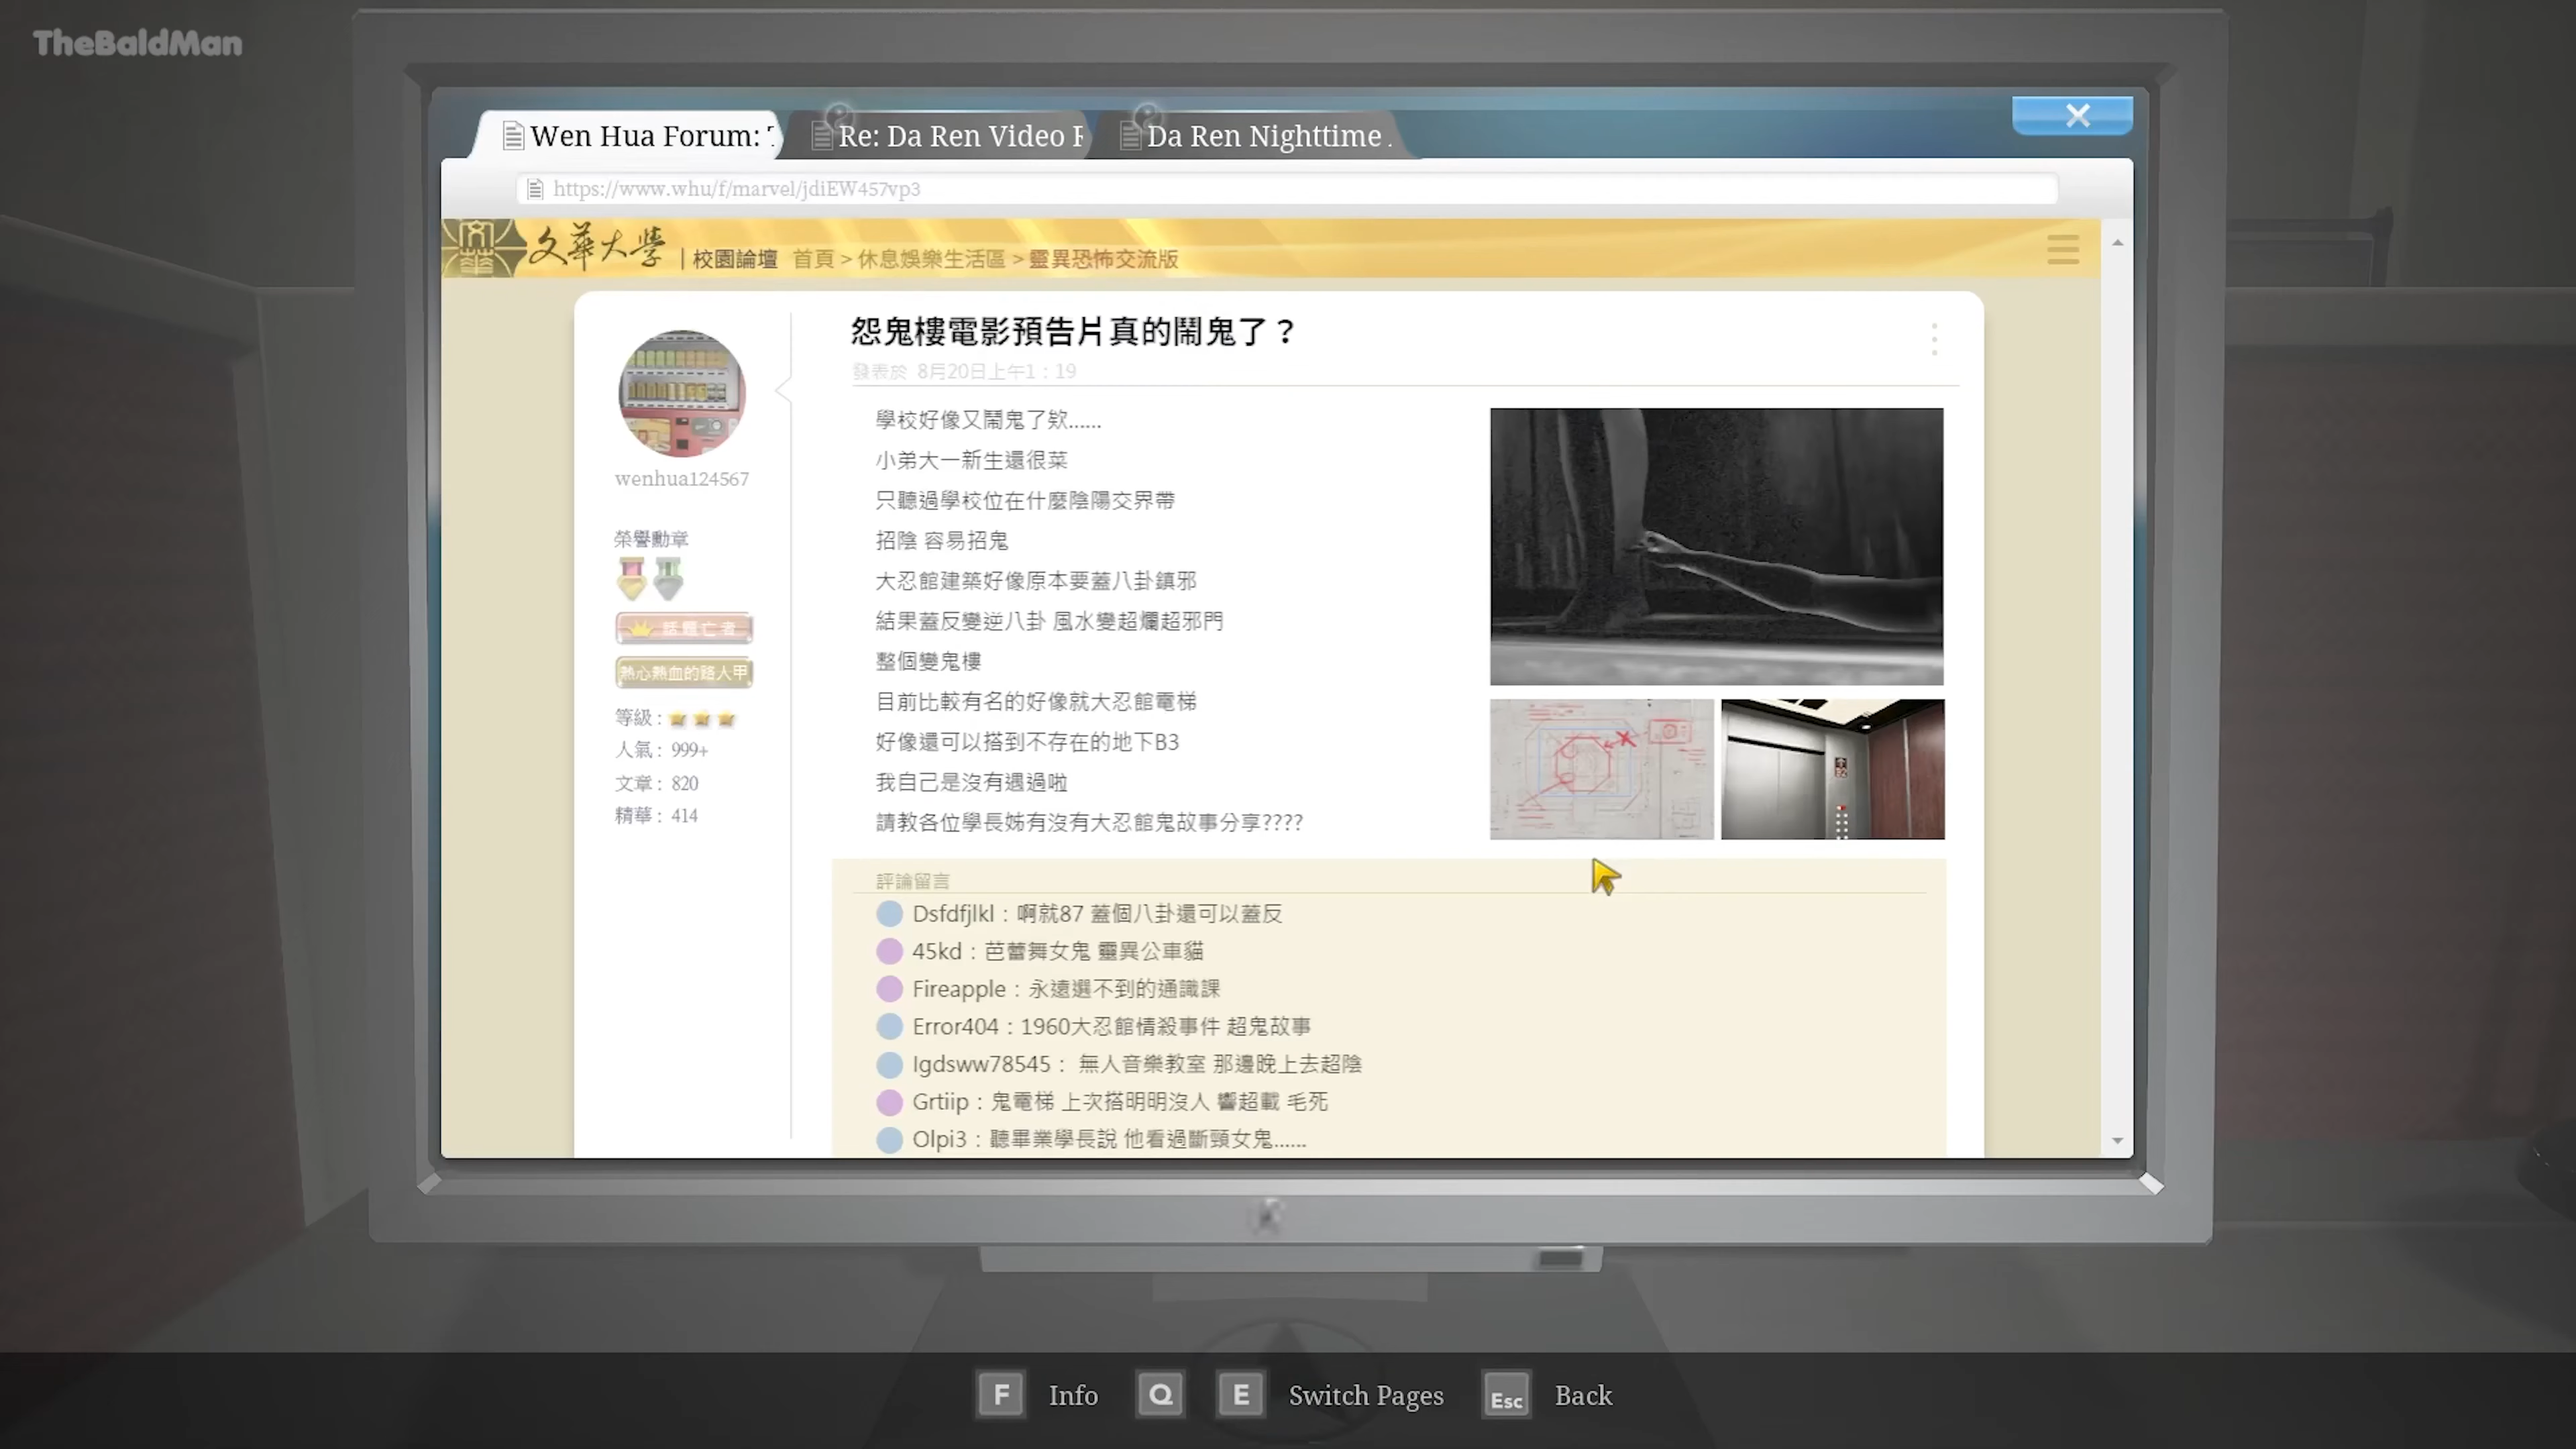 TheBaldMan
Wen Hua Forum:
Re: Da Ren Video
Da Ren Nighttime
https://www.whu/f/marvel/jdiEW457vp3
文華大學 | 校園論壇 首頁 > 休息娛樂生活區 > 靈異恐怖交流版
怨鬼樓電影預告片真的鬧鬼了？
發表於 8月20日上午1：19
wenhua124567
榮譽勳章
話題亡者
熱心熱血的路人甲
等級：
人氣：999+
文章：820
精華：414
學校好像又鬧鬼了欸......
小弟大一新生還很菜
只聽過學校位在什麼陰陽交界帶
招陰 容易招鬼
大忍館建築好像原本要蓋八卦鎮邪
結果蓋反變逆八卦 風水變超爛超邪門
整個變鬼樓
目前比較有名的好像就大忍館電梯
好像還可以搭到不存在的地下B3
我自己是沒有遇過啦
請教各位學長姊有沒有大忍館鬼故事分享????
評論留言
Dsfdfjlkl：啊就87 蓋個八卦還可以蓋反
45kd：芭蕾舞女鬼 靈異公車貓
Fireapple：永遠選不到的通識課
Error404：1960大忍館情殺事件 超鬼故事
Igdsww78545： 無人音樂教室 那邊晚上去超陰
Grtiip：鬼電梯 上次搭明明沒人 響超載 毛死
Olpi3：聽畢業學長說 他看過斷頸女鬼......
F Info Q E Switch Pages Esc Back